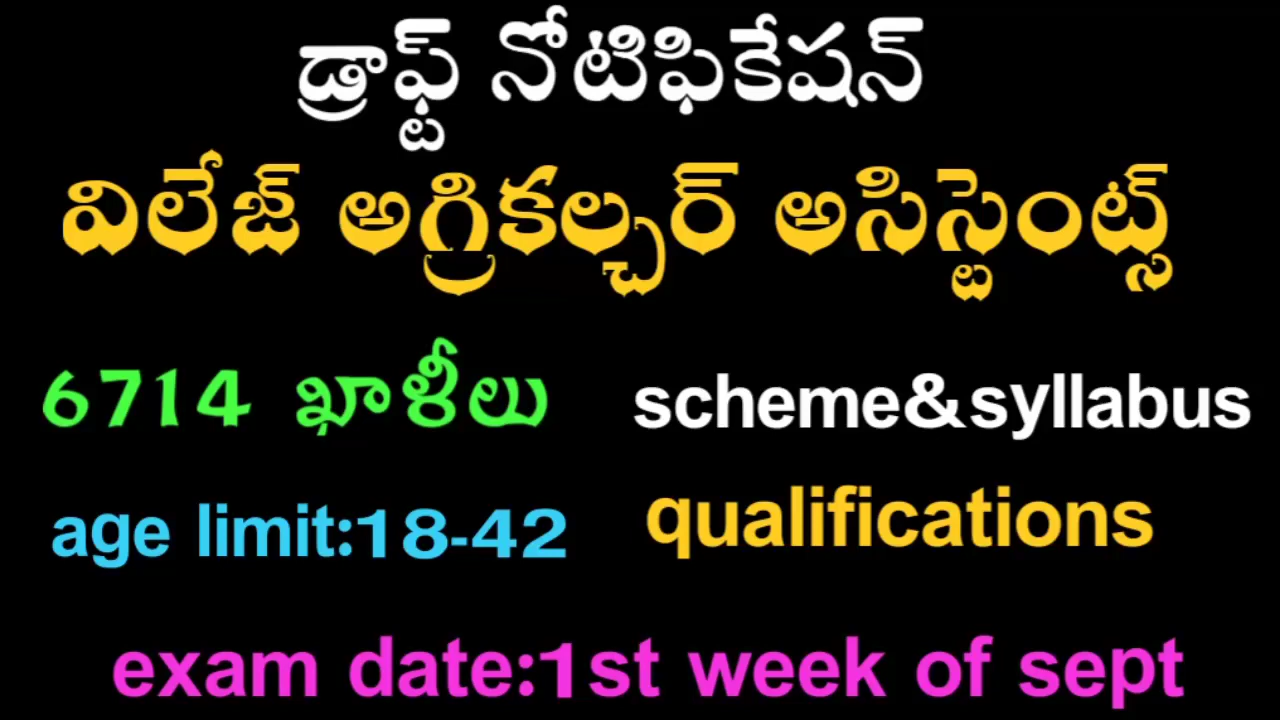 డ్రాఫ్ట్ నోటిఫికేషన్
విలేజ్ అగ్రికల్చర్ అసిస్టెంట్స్
6714 ఖాళీలు scheme&syllabus
age limit:18-42 qualifications
exam date:1st week of sept